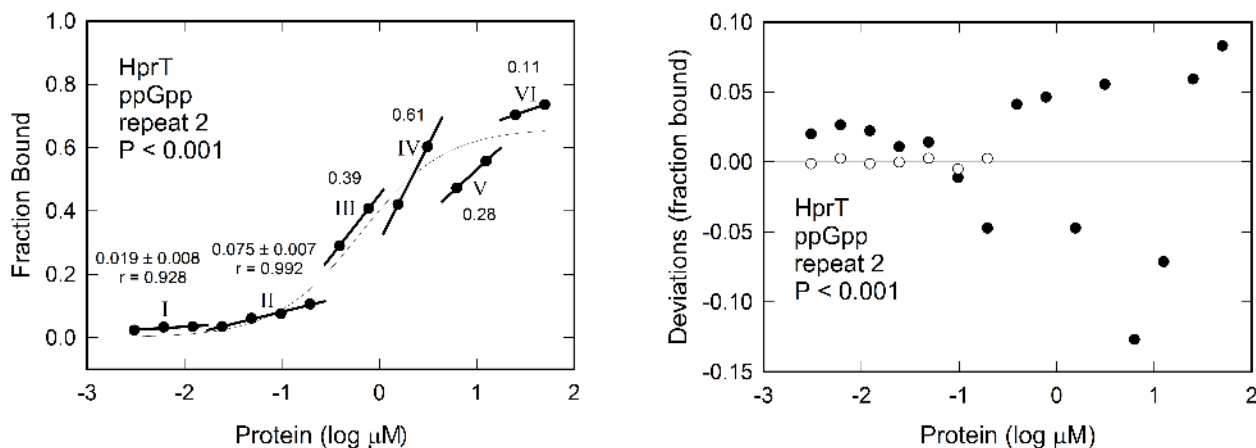 1.0
0.8
0.6
0.4
0.2
0.0
Fraction Bound
HprT
ppGpp
repeat 2
P < 0.001
0.019 ± 0.008
r = 0.928
I
0.075 ± 0.007
r = 0.992
II
0.39
III
0.61
IV
0.28
V
0.11
VI
-3 -2 -1 0 1 2
Protein (log μM)
0.10
0.05
0.00
-0.05
-0.10
-0.15
Deviations (fraction bound)
HprT
ppGpp
repeat 2
P < 0.001
-3 -2 -1 0 1 2
Protein (log μM)